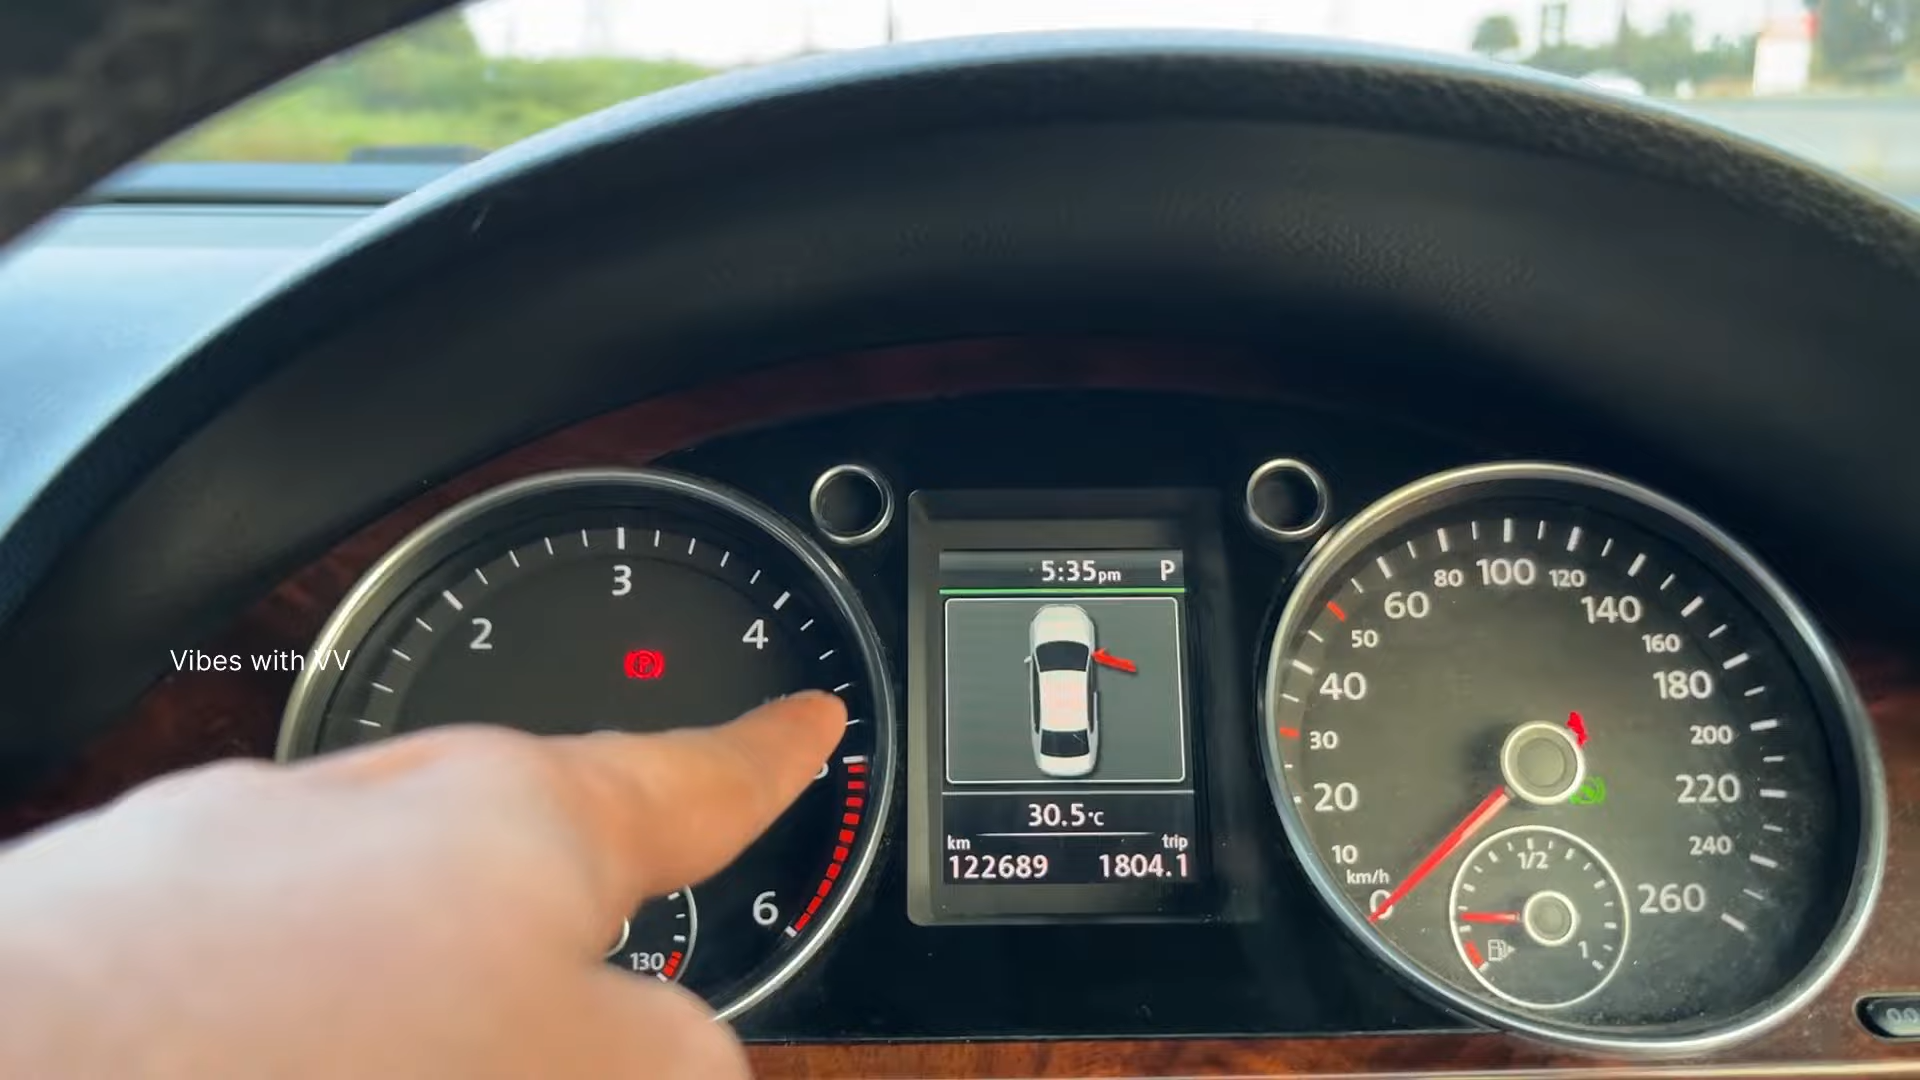 5:35pm P
3
2
4
Vibes with VV
6
130
30.5°C
km trip
122689 1804.1
80 100 120
60 140
50 160
40 180
30 200
20 220
10 240
km/h
0 260
1/2
1